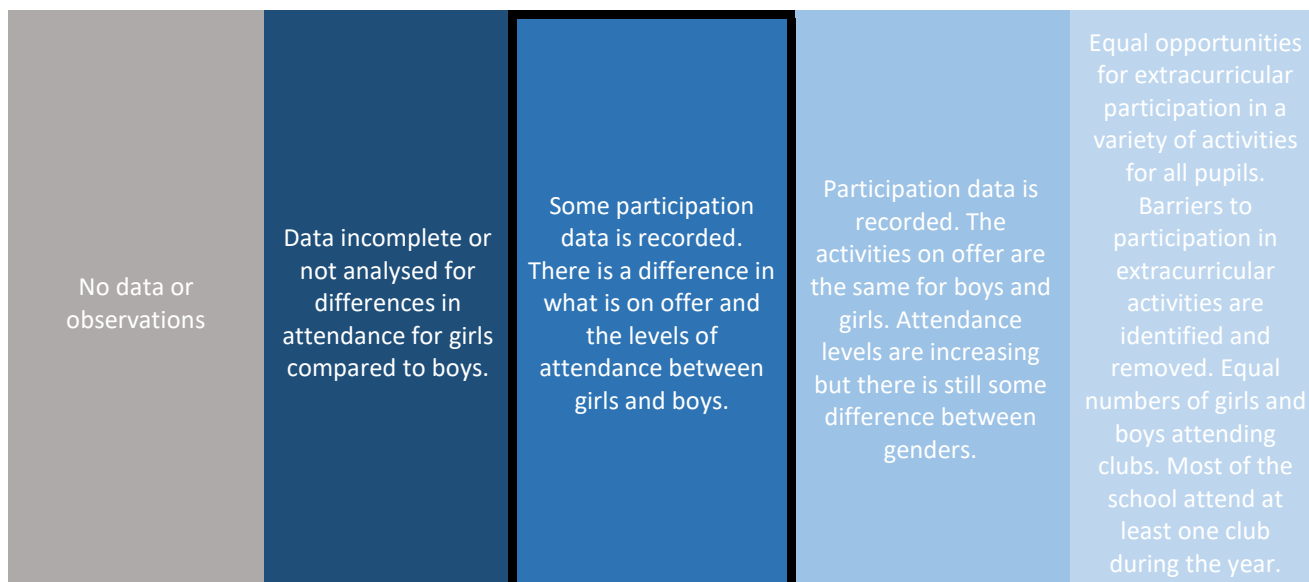 No data or
observations
Data incomplete or
not analysed for
differences in
attendance for girls
compared to boys.
Some participation
data is recorded.
There is a difference in
what is on offer and
the levels of
attendance between
girls and boys.
Participation data is
recorded. The
activities on offer are
the same for boys and
girls. Attendance
levels are increasing
but there is still some
difference between
genders.
Equal opportunities
for extracurricular
participation in a
variety of activities
for all pupils.
Barriers to
participation in
extracurricular
activities are
identified and
removed. Equal
numbers of girls and
boys attending
clubs. Most of the
school attend at
least one club
during the year.